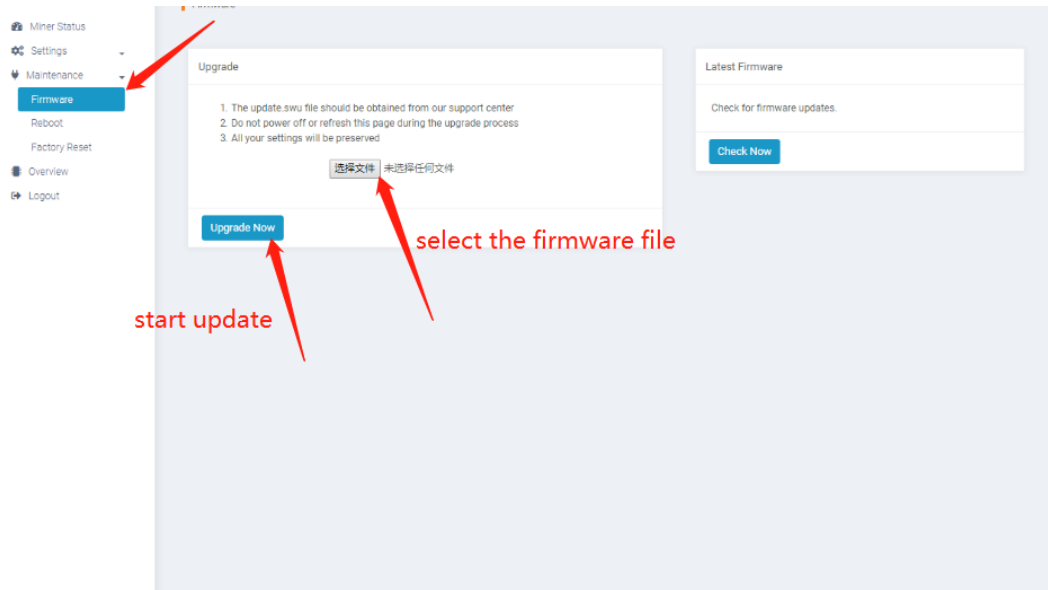 Firmware
Miner Status
Settings
Maintenance
Firmware
Reboot
Factory Reset
Overview
Logout
Upgrade
1. The update.swu file should be obtained from our support center
2. Do not power off or refresh this page during the upgrade process
3. All your settings will be preserved
选择文件 未选择任何文件
Upgrade Now
select the firmware file
start update
Latest Firmware
Check for firmware updates.
Check Now